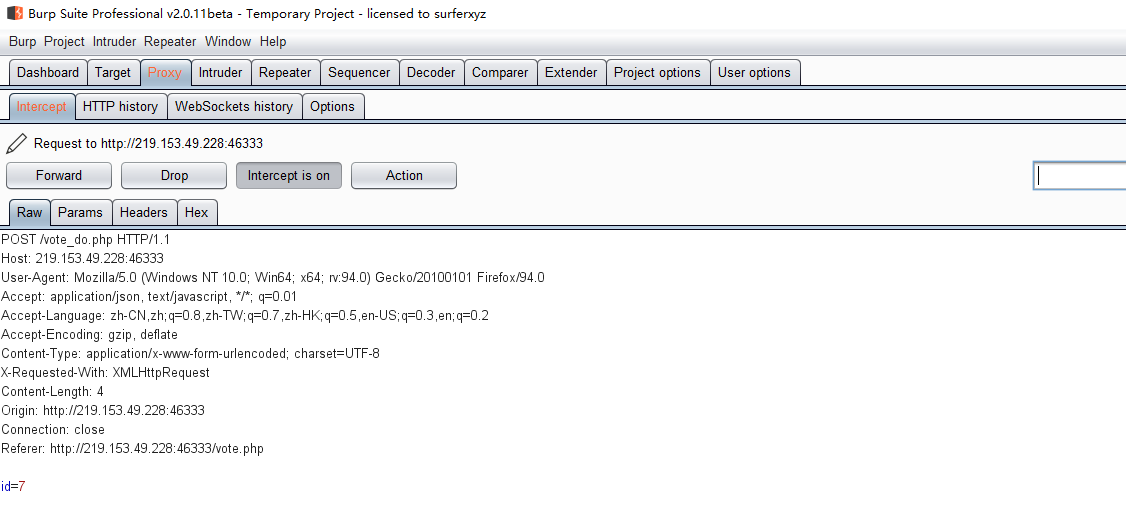 Burp Suite Professional v2.0.11beta - Temporary Project - licensed to surferxyz
Burp Project Intruder Repeater Window Help
Dashboard Target Proxy Intruder Repeater Sequencer Decoder Comparer Extender Project options User options
Intercept HTTP history WebSockets history Options
Request to http://219.153.49.228:46333
Forward Drop Intercept is on Action
Raw Params Headers Hex
POST /vote_do.php HTTP/1.1
Host: 219.153.49.228:46333
User-Agent: Mozilla/5.0 (Windows NT 10.0; Win64; x64; rv:94.0) Gecko/20100101 Firefox/94.0
Accept: application/json, text/javascript, */*; q=0.01
Accept-Language: zh-CN,zh;q=0.8,zh-TW;q=0.7,zh-HK;q=0.5,en-US;q=0.3,en;q=0.2
Accept-Encoding: gzip, deflate
Content-Type: application/x-www-form-urlencoded; charset=UTF-8
X-Requested-With: XMLHttpRequest
Content-Length: 4
Origin: http://219.153.49.228:46333
Connection: close
Referer: http://219.153.49.228:46333/vote.php
id=7